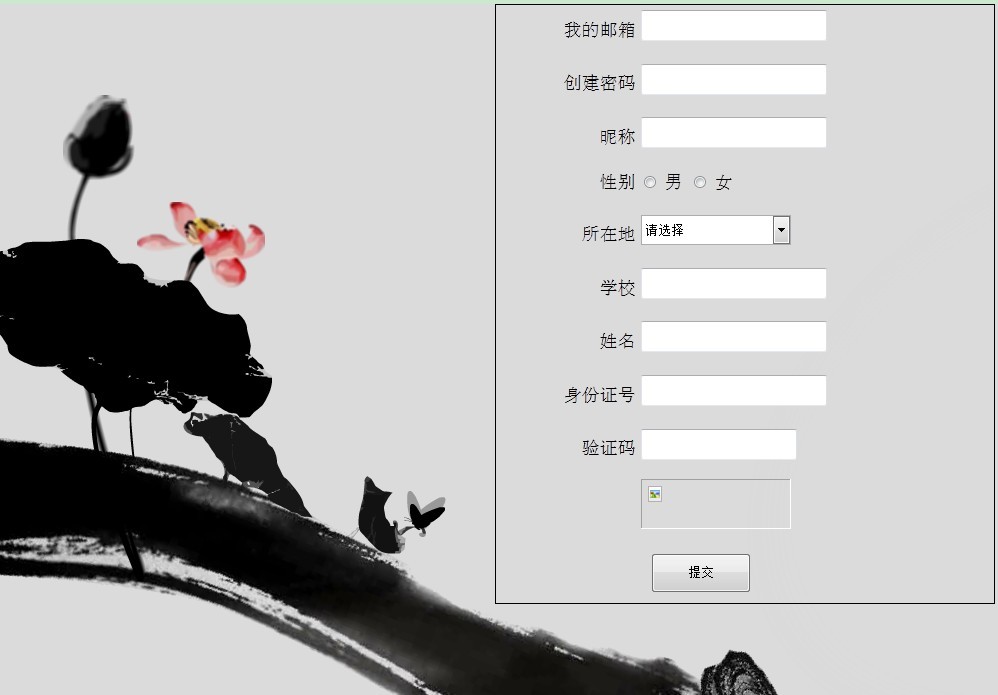 我的邮箱
创建密码
昵称
性别 男 女
所在地 请选择
学校
姓名
身份证号
验证码
提交